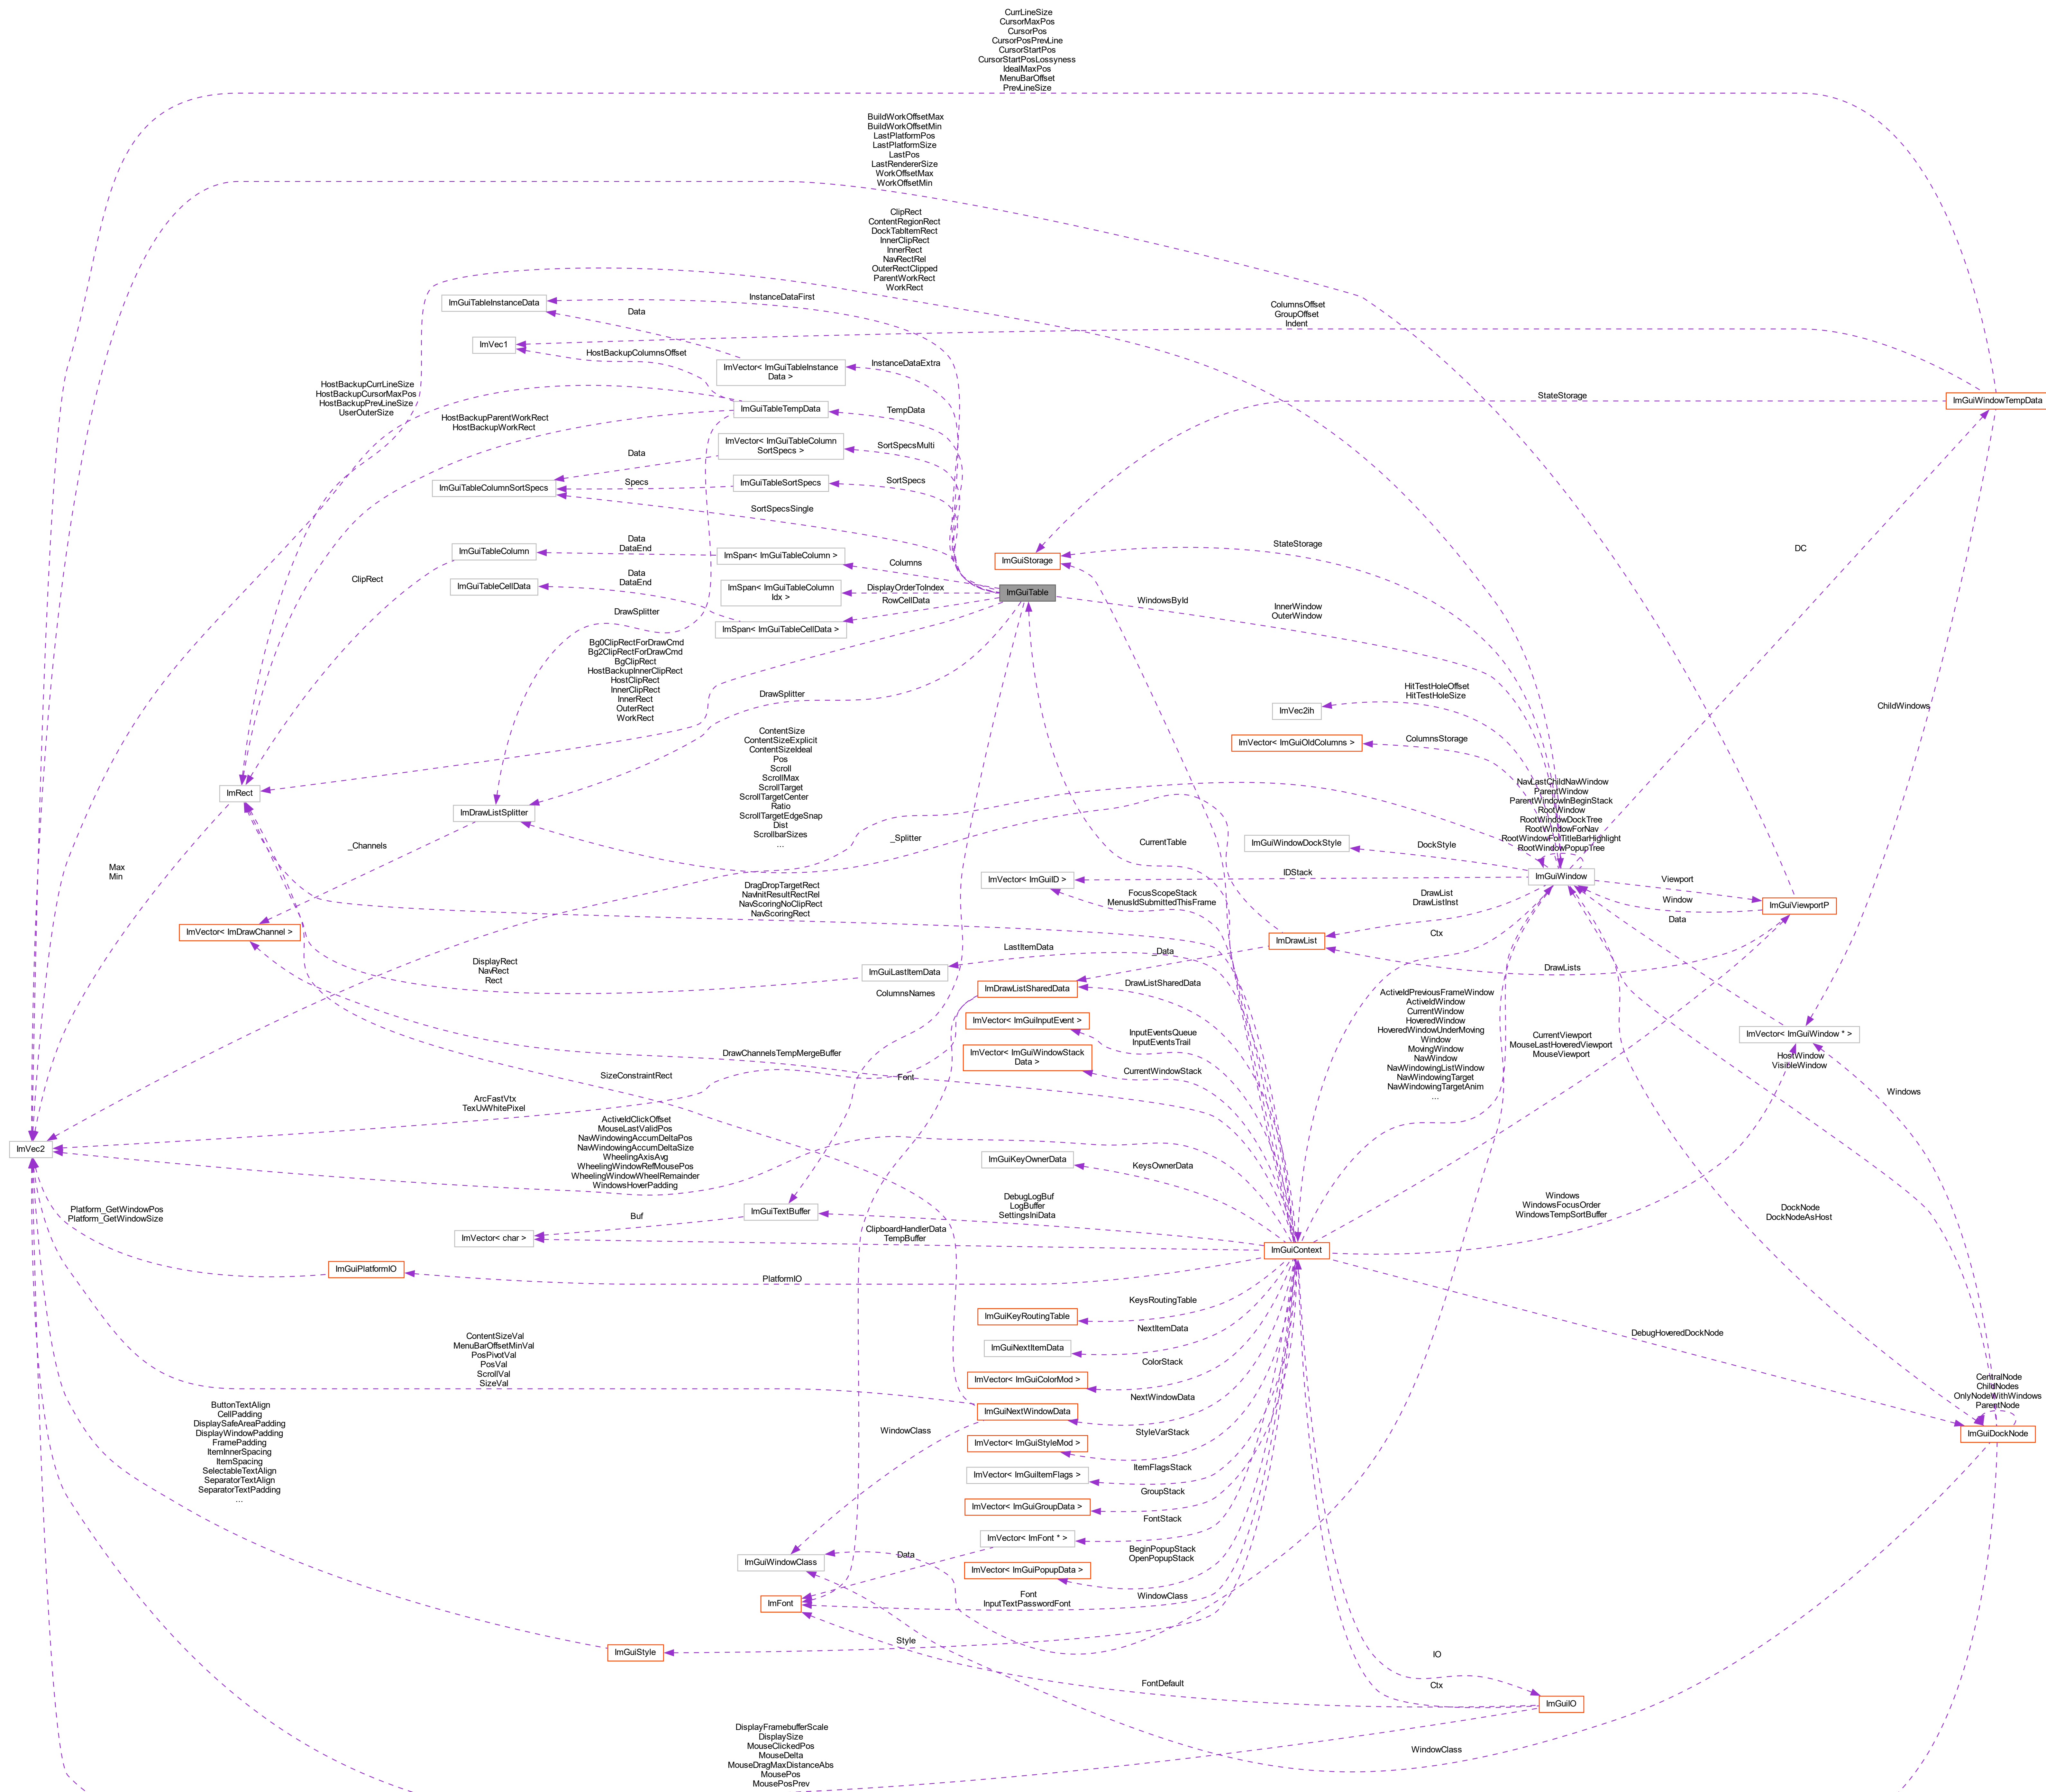 CurrLineSize
CursorMaxPos
CursorPos
CursorPosPrevLine
CursorStartPos
CursorStartPosLossyness
IdealMaxPos
MenuBarOffset
PrevLineSize
BuildWorkOffsetMax
BuildWorkOffsetMin
LastPlatformPos
LastPlatformSize
LastPos
LastRendererSize
WorkOffsetMax
WorkOffsetMin
ClipRect
ContentRegionRect
DockTabItemRect
InnerClipRect
InnerRect
NavRectRel
OuterRectClipped
ParentWorkRect
WorkRect
ImGuiTableInstanceData
InstanceDataFirst
Data
ColumnsOffset
GroupOffset
Indent
ImVec1
HostBackupColumnsOffset
ImVector< ImGuiTableInstance
Data >
InstanceDataExtra
HostBackupCurrLineSize
HostBackupCursorMaxPos
HostBackupPrevLineSize
UserOuterSize
ImGuiTableTempData
TempData
StateStorage
ImGuiWindowTempData
HostBackupParentWorkRect
HostBackupWorkRect
ImVector< ImGuiTableColumn
SortSpecs >
SortSpecsMulti
Data
ImGuiTableColumnSortSpecs
Specs
ImGuiTableSortSpecs
SortSpecs
SortSpecsSingle
ImGuiTableColumn
Data
DataEnd
ImSpan< ImGuiTableColumn >
Columns
ImGuiStorage
StateStorage
DC
ClipRect
ImGuiTableCellData
Data
DataEnd
ImSpan< ImGuiTableColumn
Idx >
DisplayOrderToIndex
ImGuiTable
RowCellData
WindowsById
InnerWindow
OuterWindow
DrawSplitter
ImSpan< ImGuiTableCellData >
Bg0ClipRectForDrawCmd
Bg2ClipRectForDrawCmd
BgClipRect
HostBackupInnerClipRect
HostClipRect
InnerClipRect
InnerRect
OuterRect
WorkRect
DrawSplitter
HitTestHoleOffset
HitTestHoleSize
ImVec2ih
ChildWindows
ImVector< ImGuiOldColumns >
ColumnsStorage
ContentSize
ContentSizeExplicit
ContentSizeIdeal
Pos
Scroll
ScrollMax
ScrollTarget
ScrollTargetCenter
Ratio
ScrollTargetEdgeSnap
Dist
ScrollbarSizes
...
NavLastChildNavWindow
ParentWindow
ParentWindowInBeginStack
RootWindow
RootWindowDockTree
RootWindowForNav
RootWindowForTitleBarHighlight
RootWindowPopupTree
ImRect
ImDrawListSplitter
_Channels
_Splitter
CurrentTable
ImGuiWindowDockStyle
DockStyle
Max
Min
ImVector< ImGuiID >
IDStack
ImGuiWindow
Viewport
Window
ImGuiViewportP
DragDropTargetRect
NavInitResultRectRel
NavScoringNoClipRect
NavScoringRect
FocusScopeStack
MenusIdSubmittedThisFrame
DrawList
DrawListInst
Data
ImVector< ImDrawChannel >
Ctx
ImDrawList
LastItemData
_Data
DisplayRect
NavRect
Rect
ImGuiLastItemData
DrawLists
ColumnsNames
ImDrawListSharedData
DrawListSharedData
ActiveIdPreviousFrameWindow
ActiveIdWindow
CurrentWindow
HoveredWindow
HoveredWindowUnderMoving
Window
MovingWindow
NavWindow
NavWindowingListWindow
NavWindowingTarget
NavWindowingTargetAnim
...
ImVector< ImGuiInputEvent >
InputEventsQueue
InputEventsTrail
CurrentViewport
MouseLastHoveredViewport
MouseViewport
ImVector< ImGuiWindow * >
DrawChannelsTempMergeBuffer
ImVector< ImGuiWindowStack
Data >
CurrentWindowStack
HostWindow
VisibleWindow
SizeConstraintRect
Font
Windows
ArcFastVtx
TexUvWhitePixel
ImVec2
ActiveIdClickOffset
MouseLastValidPos
NavWindowingAccumDeltaPos
NavWindowingAccumDeltaSize
WheelingAxisAvg
WheelingWindowRefMousePos
WheelingWindowWheelRemainder
WindowsHoverPadding
ImGuiKeyOwnerData
KeysOwnerData
Platform_GetWindowPos
Platform_GetWindowSize
ImGuiTextBuffer
DebugLogBuf
LogBuffer
SettingsIniData
Windows
WindowsFocusOrder
WindowsTempSortBuffer
DockNode
DockNodeAsHost
Buf
ImVector< char >
ClipboardHandlerData
TempBuffer
ImGuiContext
ImGuiPlatformIO
PlatformIO
ImGuiKeyRoutingTable
KeysRoutingTable
DebugHoveredDockNode
ContentSizeVal
MenuBarOffsetMinVal
PosPivotVal
PosVal
ScrollVal
SizeVal
ImGuiNextItemData
NextItemData
ImVector< ImGuiColorMod >
ColorStack
CentralNode
ChildNodes
OnlyNodeWithWindows
ParentNode
ImGuiNextWindowData
NextWindowData
ImGuiDockNode
ButtonTextAlign
CellPadding
DisplaySafeAreaPadding
DisplayWindowPadding
FramePadding
ItemInnerSpacing
ItemSpacing
SelectableTextAlign
SeparatorTextAlign
SeparatorTextPadding
...
WindowClass
ImVector< ImGuiStyleMod >
StyleVarStack
ImVector< ImGuiItemFlags >
ItemFlagsStack
ImVector< ImGuiGroupData >
GroupStack
ImVector< ImFont * >
FontStack
ImGuiWindowClass
Data
BeginPopupStack
OpenPopupStack
ImVector< ImGuiPopupData >
ImFont
Font
InputTextPasswordFont
WindowClass
ImGuiStyle
Style
IO
FontDefault
Ctx
ImGuiIO
DisplayFramebufferScale
DisplaySize
MouseClickedPos
MouseDelta
MouseDragMaxDistanceAbs
MousePos
MousePosPrev
WindowClass